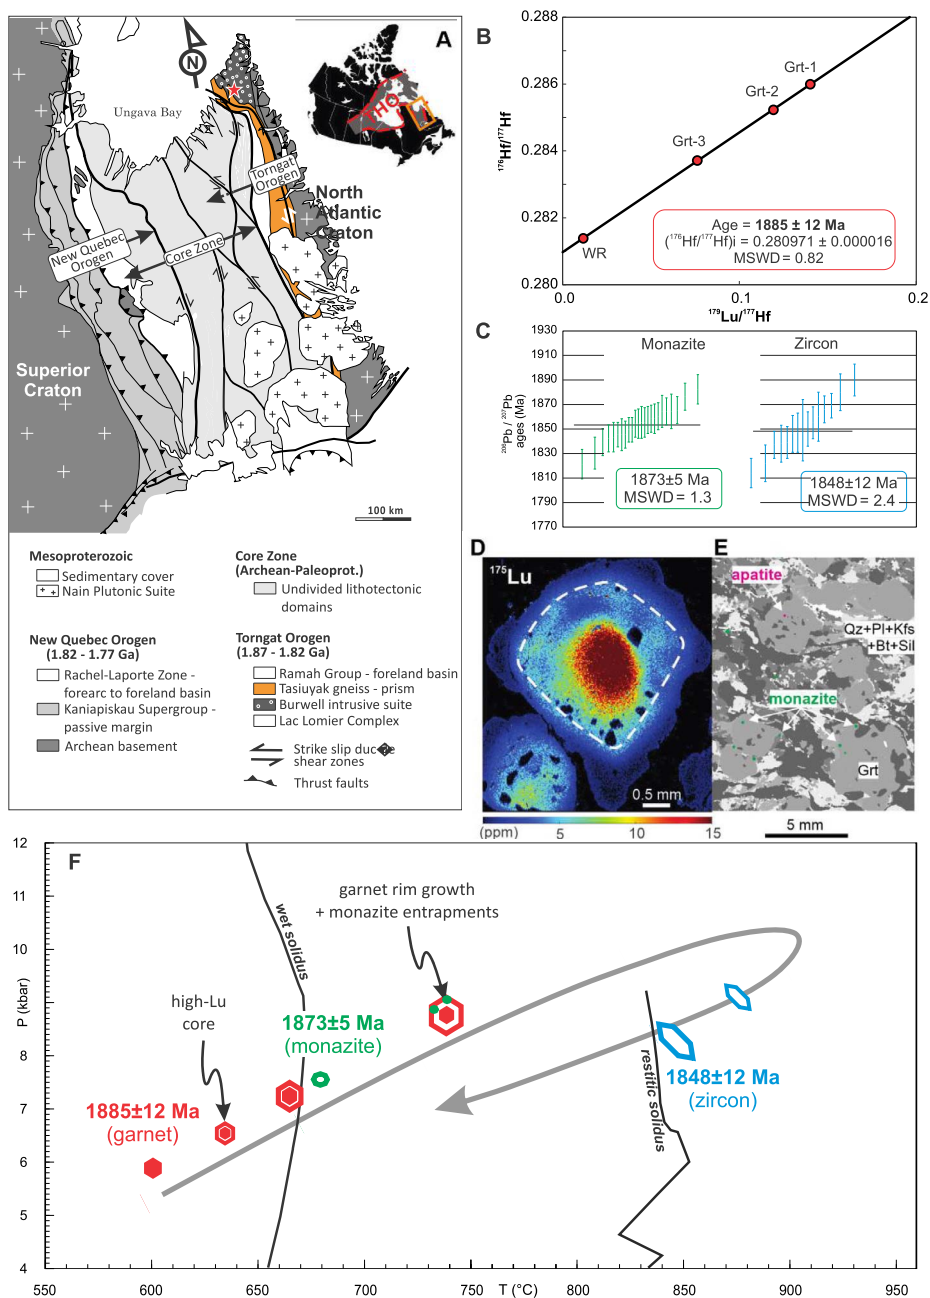 A
N
Ungava Bay
THO
Torngat
Orogen
North
Atlantic
Craton
New Quebec
Orogen
Core Zone
Superior
Craton
100 km
Mesoproterozoic
Sedimentary cover
Nain Plutonic Suite
Core Zone
(Archean-Paleoprot.)
Undivided lithotectonic
domains
New Quebec Orogen
(1.82 - 1.77 Ga)
Rachel-Laporte Zone -
forearc to foreland basin
Kaniapiskau Supergroup -
passive margin
Archean basement
Torngat Orogen
(1.87 - 1.82 Ga)
Ramah Group - foreland basin
Tasiuyak gneiss - prism
Burwell intrusive suite
Lac Lomier Complex
Strike slip duc�le
shear zones
Thrust faults
B
0.288
0.286
0.284
0.282
0.280
¹⁷⁶Hf/¹⁷⁷Hf
Grt-1
Grt-2
Grt-3
WR
Age = 1885 ± 12 Ma
(¹⁷⁶Hf/¹⁷⁷Hf)i = 0.280971 ± 0.000016
MSWD = 0.82
0.0 0.1 0.2
¹⁷⁹Lu/¹⁷⁷Hf
C
1930
1910
1890
1870
1850
1830
1810
1790
1770
²⁰⁶Pb / ²⁰⁷Pb
ages (Ma)
Monazite Zircon
1873±5 Ma
MSWD = 1.3
1848±12 Ma
MSWD = 2.4
D
¹⁷⁵Lu
0.5 mm
(ppm) 5 10 15
E
apatite
Qz+Pl+Kfs
+Bt+Sil
monazite
Grt
5 mm
F
12
11
10
9
8
7
6
5
4
P (kbar)
wet solidus
garnet rim growth
+ monazite entrapments
high-Lu
core
1873±5 Ma
(monazite)
1885±12 Ma
(garnet)
restitic solidus
1848±12 Ma
(zircon)
550 600 650 700 T (°C) 800 850 900 950